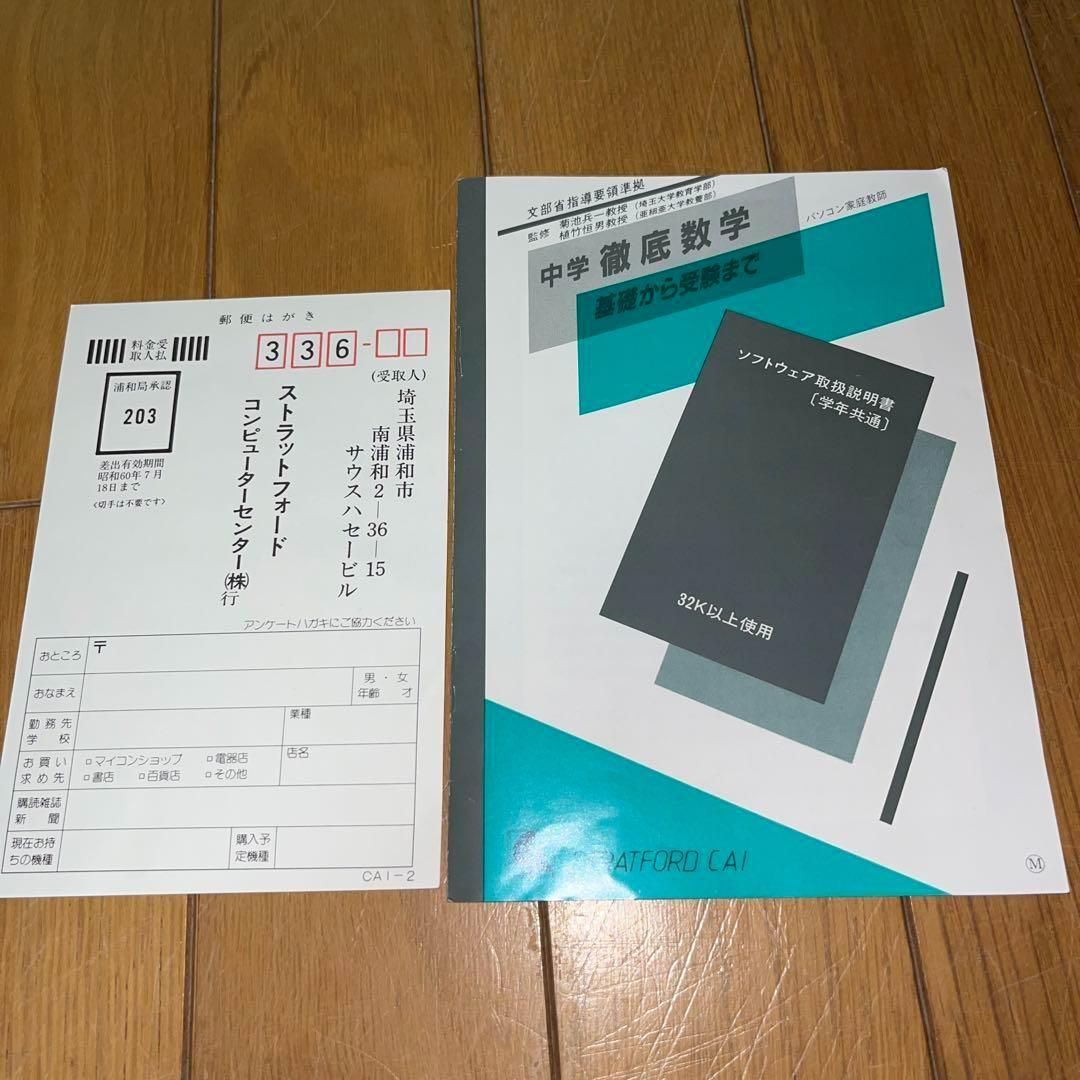 郵便はがき
料金受
取人払
336-
浦和局承認
203
差出有効期間
昭和60年7月
18日まで
〈切手は不要です〉
(受取人)
埼玉県浦和市
南浦和2-36-15
サウスハセービル
ストラットフォード
コンピューターセンター(株)行
アンケートハガキにご協力ください
おところ 〒
おなまえ
男・女
年齢 才
勤務先
学校
業種
お買い
求め先
□マイコンショップ □電器店
□書店 □百貨店 □その他
店名
購読雑誌
新聞
現在お持
ちの機種
購入予
定機種
CAI-2
文部省指導要領準拠
監修 菊池兵一教授(埼玉大学教育学部)
植竹恒男教授(亜細亜大学教養部)
パソコン家庭教師
中学 徹底数学
基礎から受験まで
ソフトウェア取扱説明書
〔学年共通〕
32K以上使用
RATFORD CAI
M